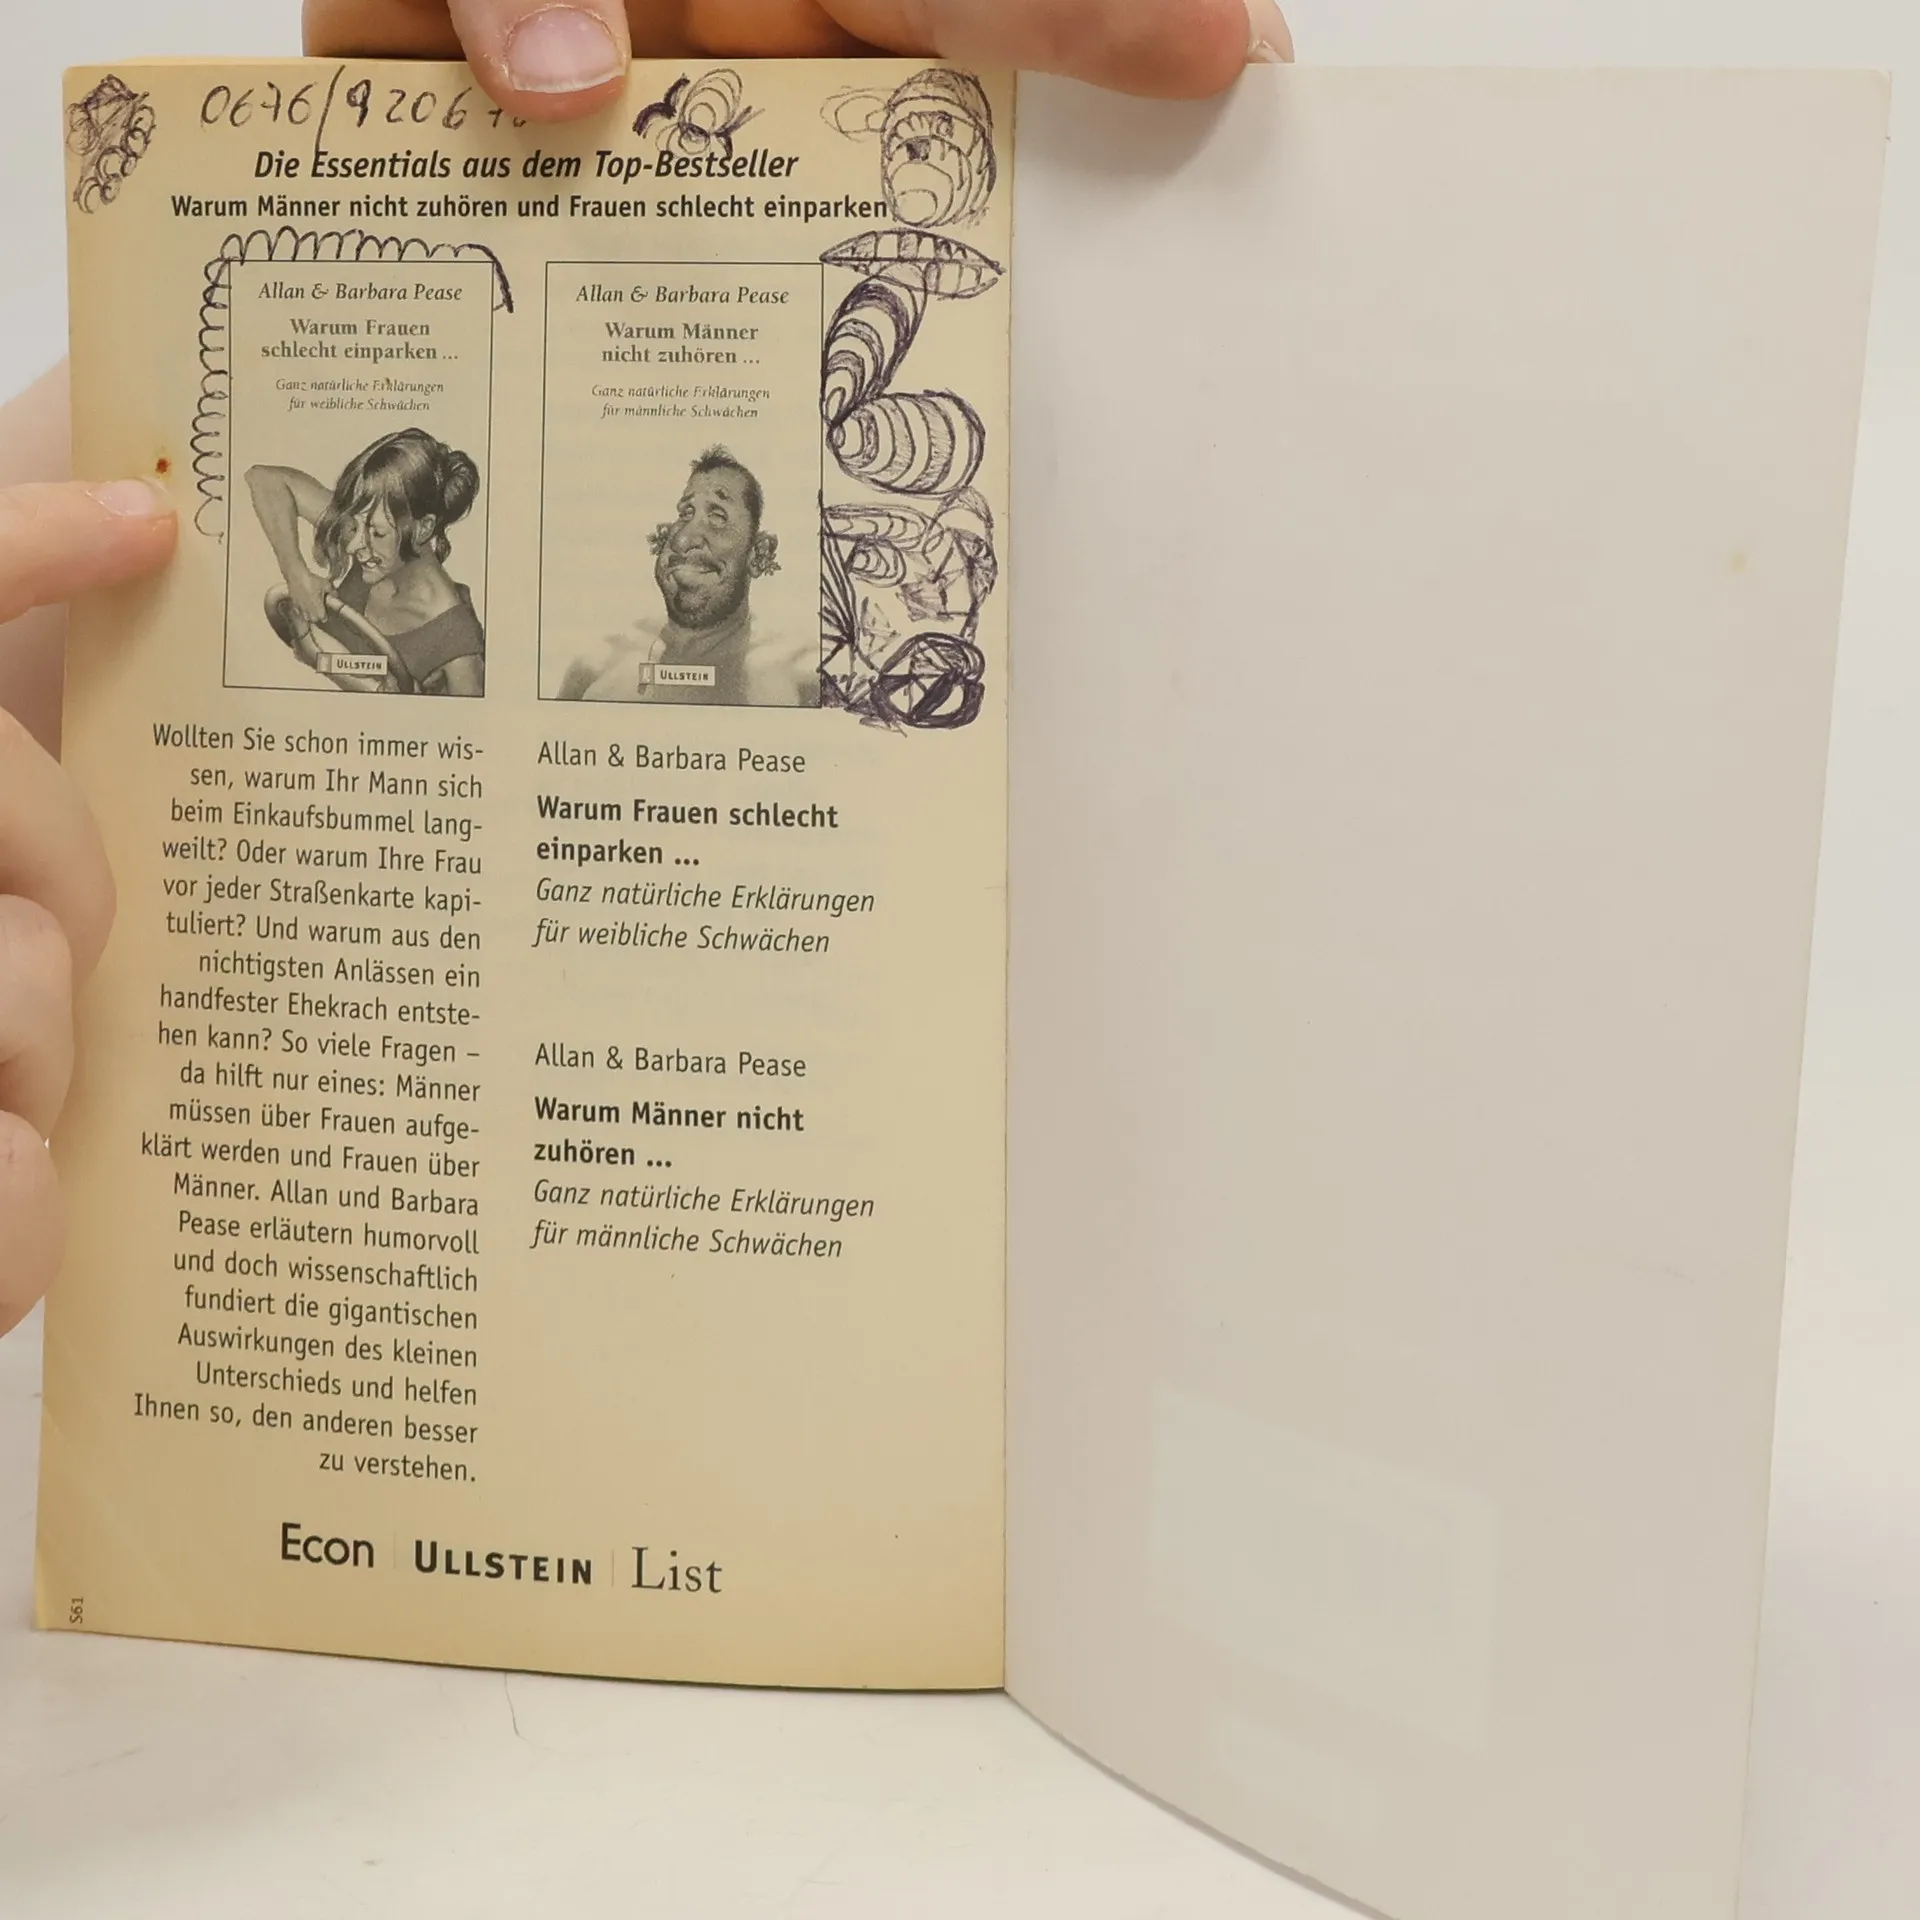 0676/9206
Die Essentials aus dem Top-Bestseller
Warum Männer nicht zuhören und Frauen schlecht einparken
Allan & Barbara Pease
Warum Frauen
schlecht einparken ...
Ganz natürliche Erklärungen
für weibliche Schwächen
ULLSTEIN
Allan & Barbara Pease
Warum Männer
nicht zuhören ...
Ganz natürliche Erklärungen
für männliche Schwächen
ULLSTEIN
Wollten Sie schon immer wis-
sen, warum Ihr Mann sich
beim Einkaufsbummel lang-
weilt? Oder warum Ihre Frau
vor jeder Straßenkarte kapi-
tuliert? Und warum aus den
nichtigsten Anlässen ein
handfester Ehekrach entste-
hen kann? So viele Fragen –
da hilft nur eines: Männer
müssen über Frauen aufge-
klärt werden und Frauen über
Männer. Allan und Barbara
Pease erläutern humorvoll
und doch wissenschaftlich
fundiert die gigantischen
Auswirkungen des kleinen
Unterschieds und helfen
Ihnen so, den anderen besser
zu verstehen.
Allan & Barbara Pease
Warum Frauen schlecht
einparken ...
Ganz natürliche Erklärungen
für weibliche Schwächen
Allan & Barbara Pease
Warum Männer nicht
zuhören ...
Ganz natürliche Erklärungen
für männliche Schwächen
Econ | ULLSTEIN | List
S61